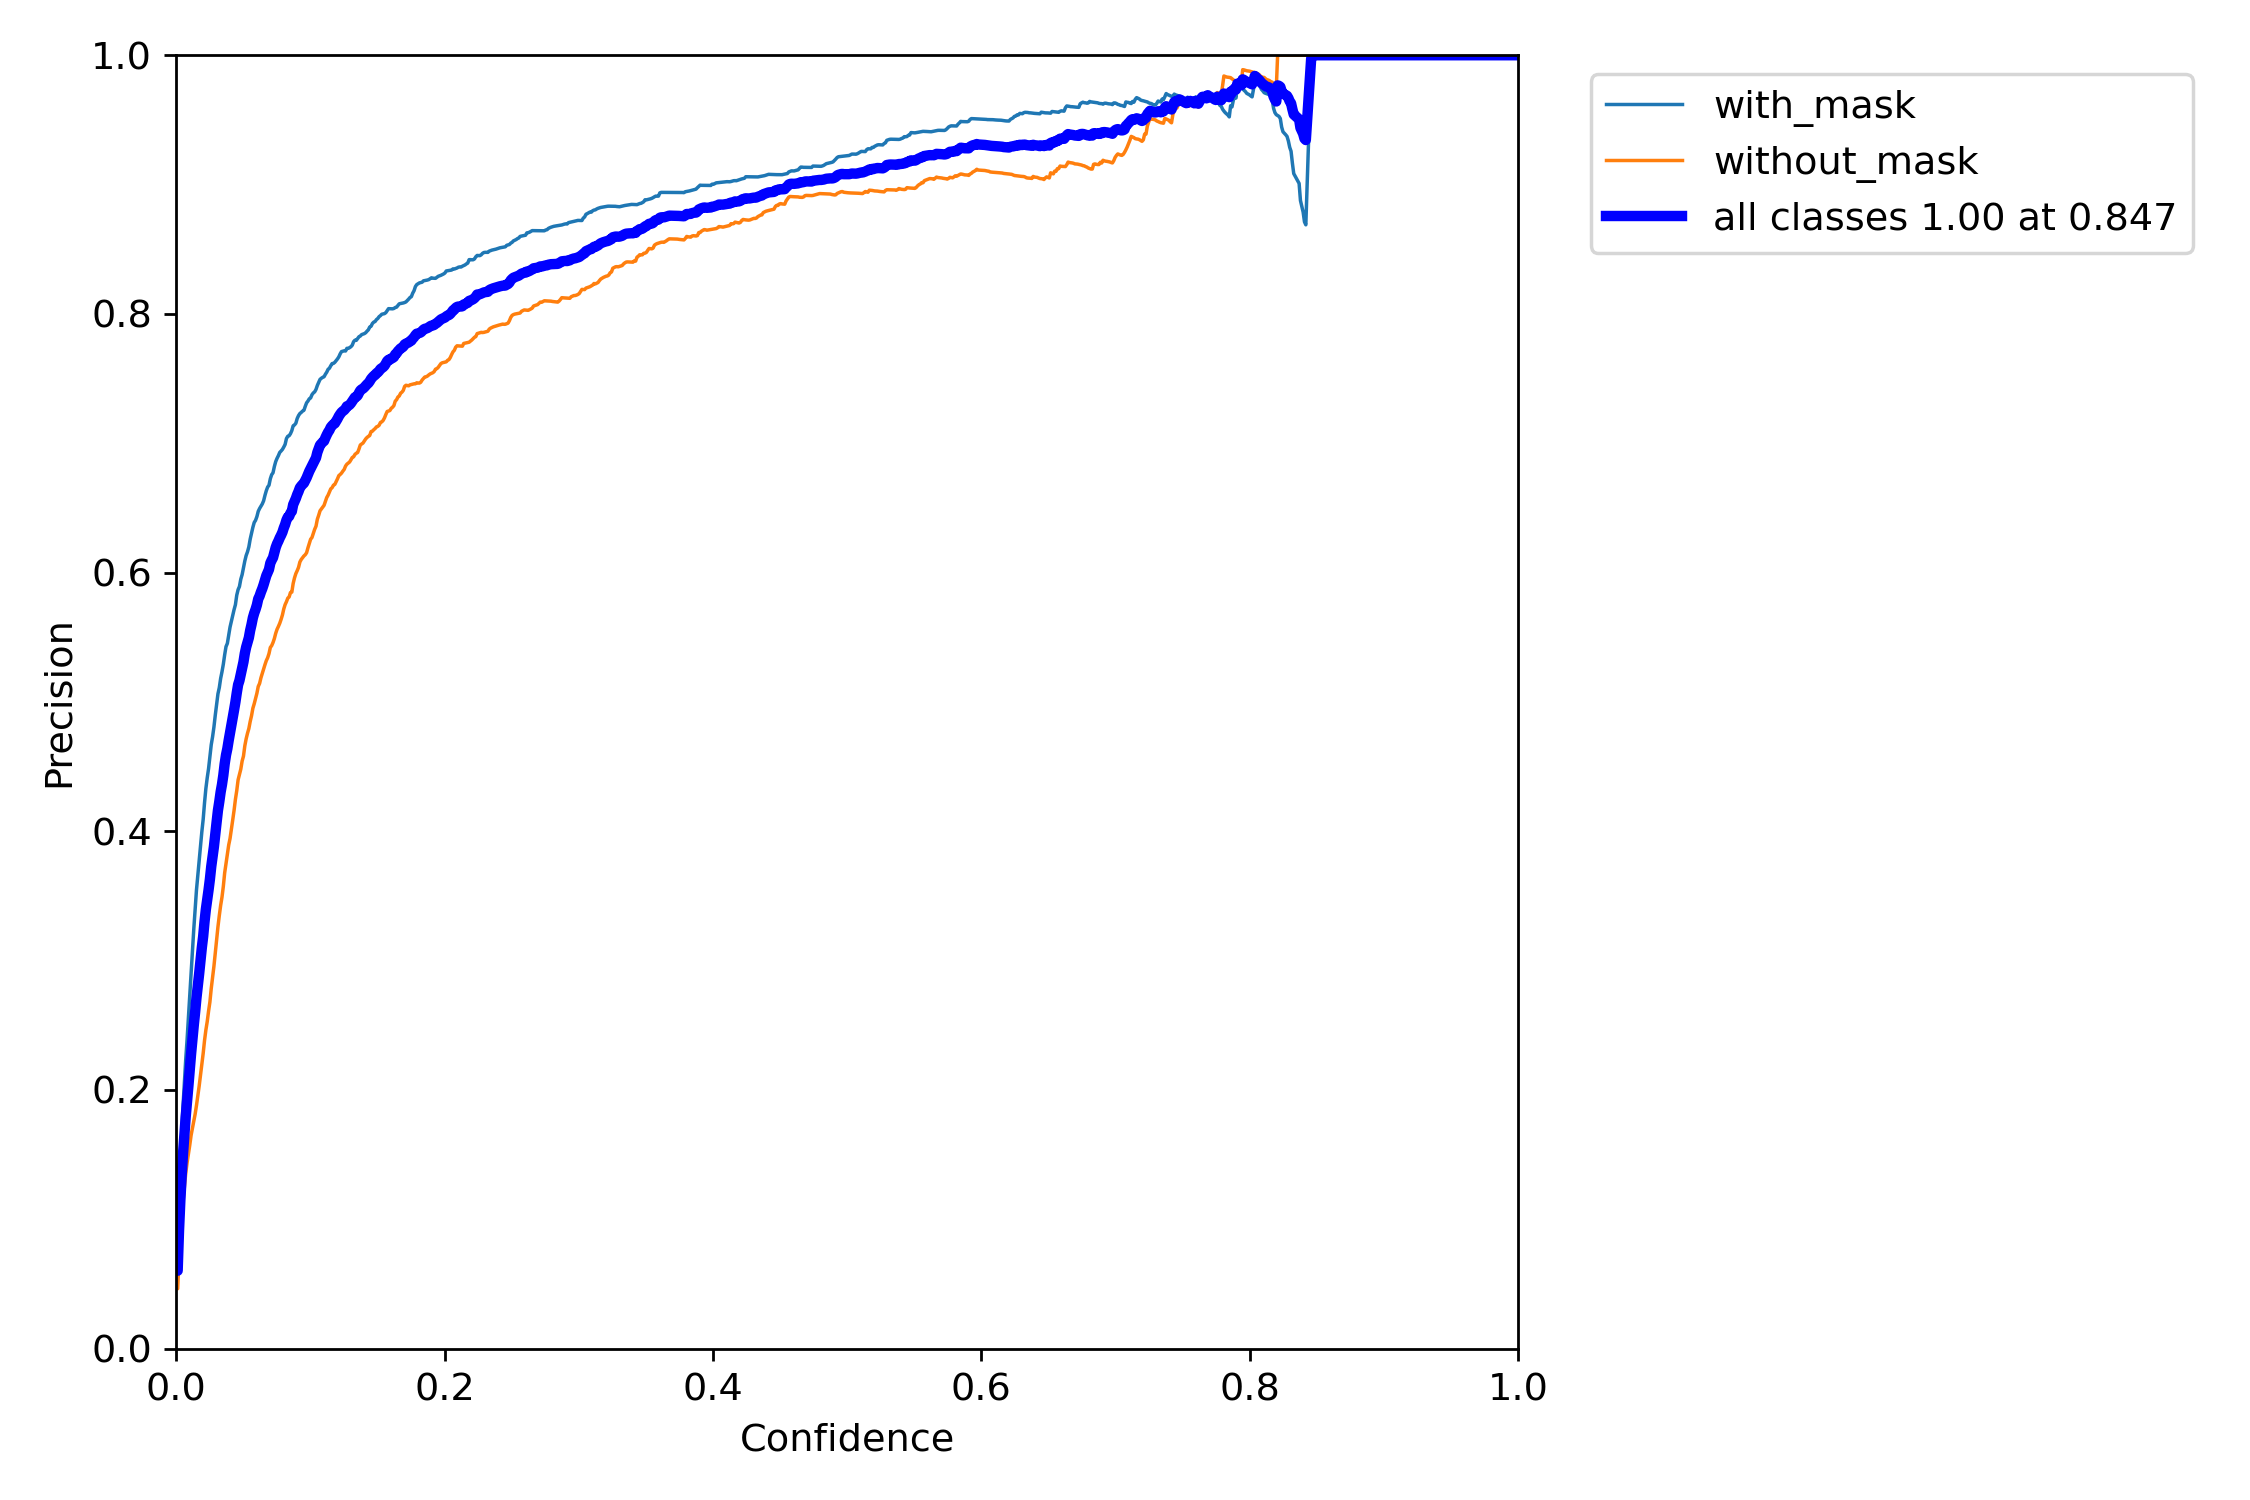 1.0
0.8
0.6
0.4
0.2
0.0
Precision
0.0 0.2 0.4 0.6 0.8 1.0
Confidence
with_mask
without_mask
all classes 1.00 at 0.847